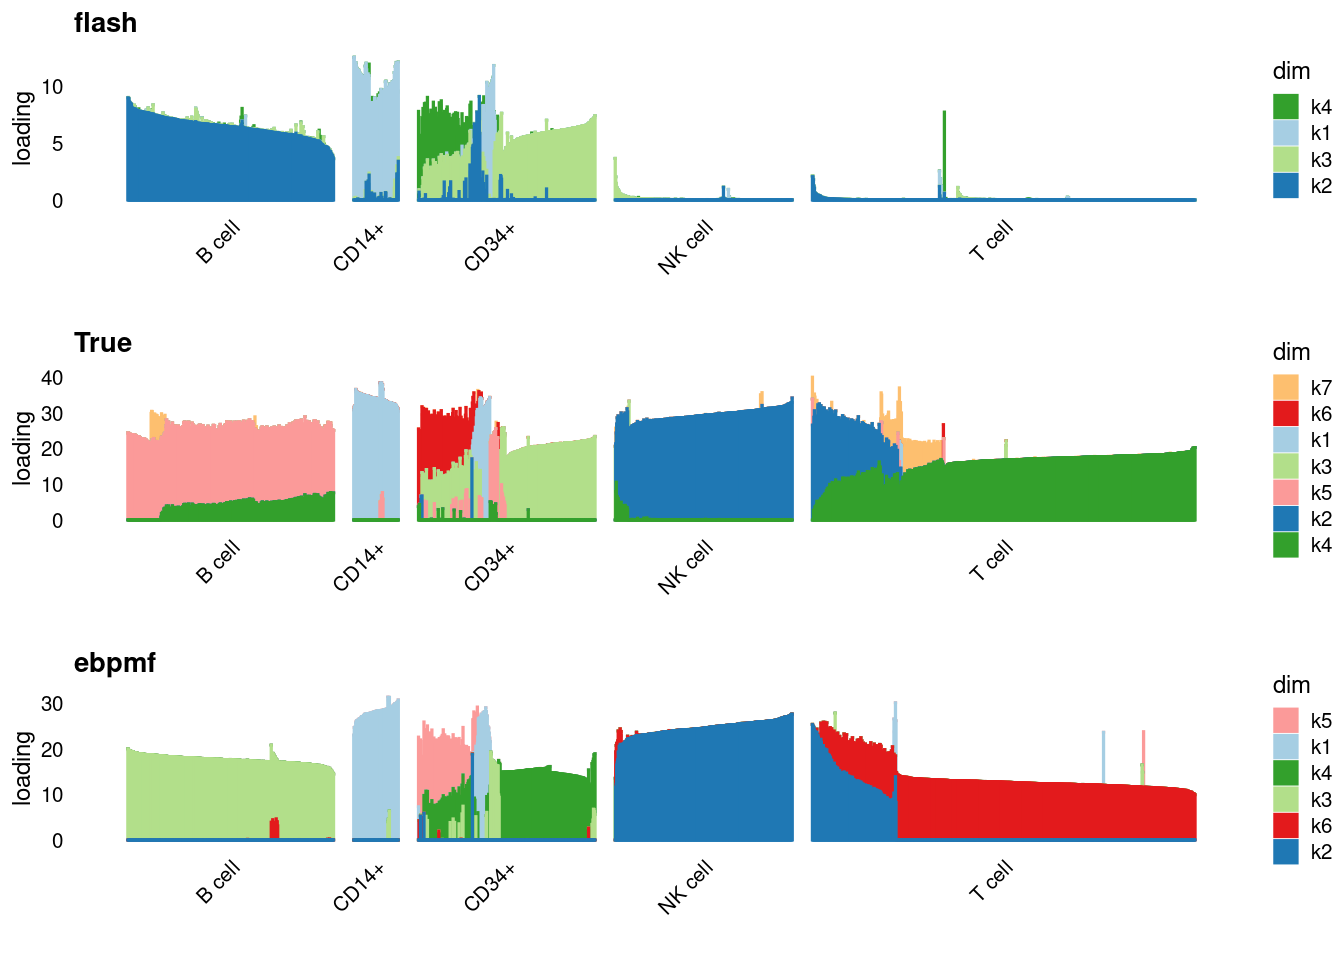 flash
loading
10
5
0
B cell
CD14+
CD34+
NK cell
T cell
dim
k4
k1
k3
k2
True
loading
40
30
20
10
0
B cell
CD14+
CD34+
NK cell
T cell
dim
k7
k6
k1
k3
k5
k2
k4
ebpmf
loading
30
20
10
0
B cell
CD14+
CD34+
NK cell
T cell
dim
k5
k1
k4
k3
k6
k2